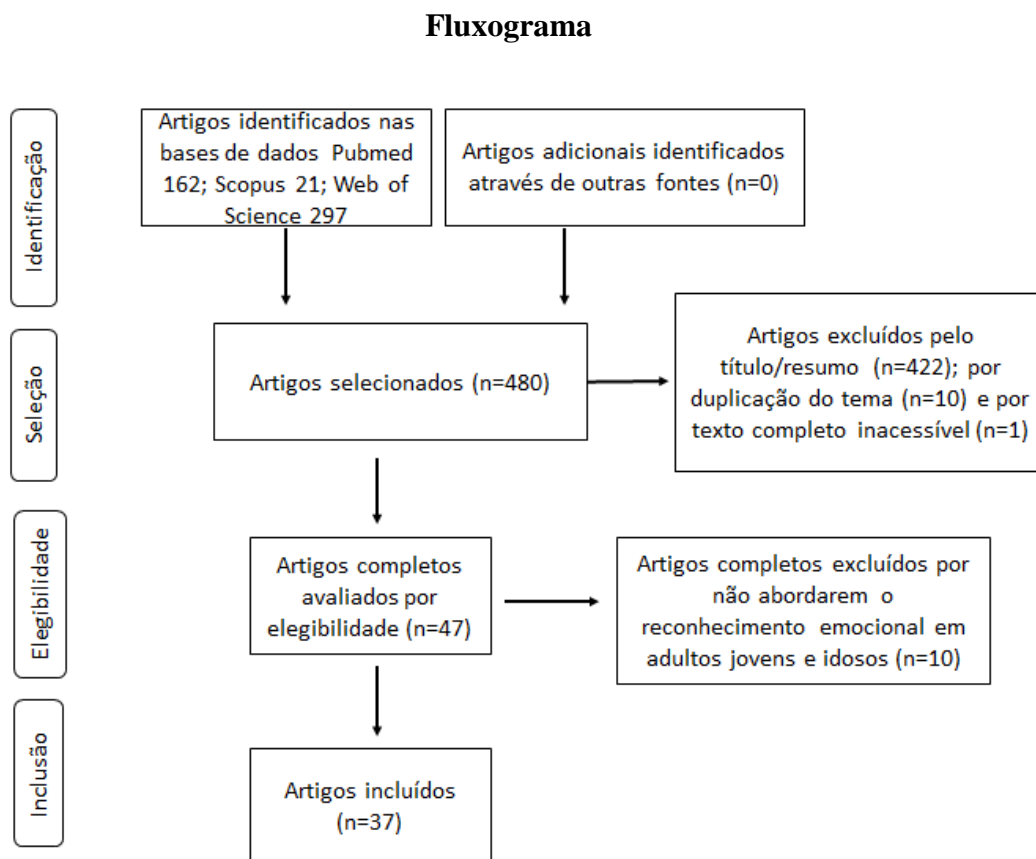 Fluxograma
Identificação
Artigos identificados nas
bases de dados Pubmed
162; Scopus 21; Web of
Science 297
Artigos adicionais identificados
através de outras fontes (n=0)
Seleção
Artigos selecionados (n=480)
Artigos excluídos pelo
título/resumo (n=422); por
duplicação do tema (n=10) e por
texto completo inacessível (n=1)
Elegibilidade
Artigos completos
avaliados por
elegibilidade (n=47)
Artigos completos excluídos por
não abordarem o
reconhecimento emocional em
adultos jovens e idosos (n=10)
Inclusão
Artigos incluídos
(n=37)